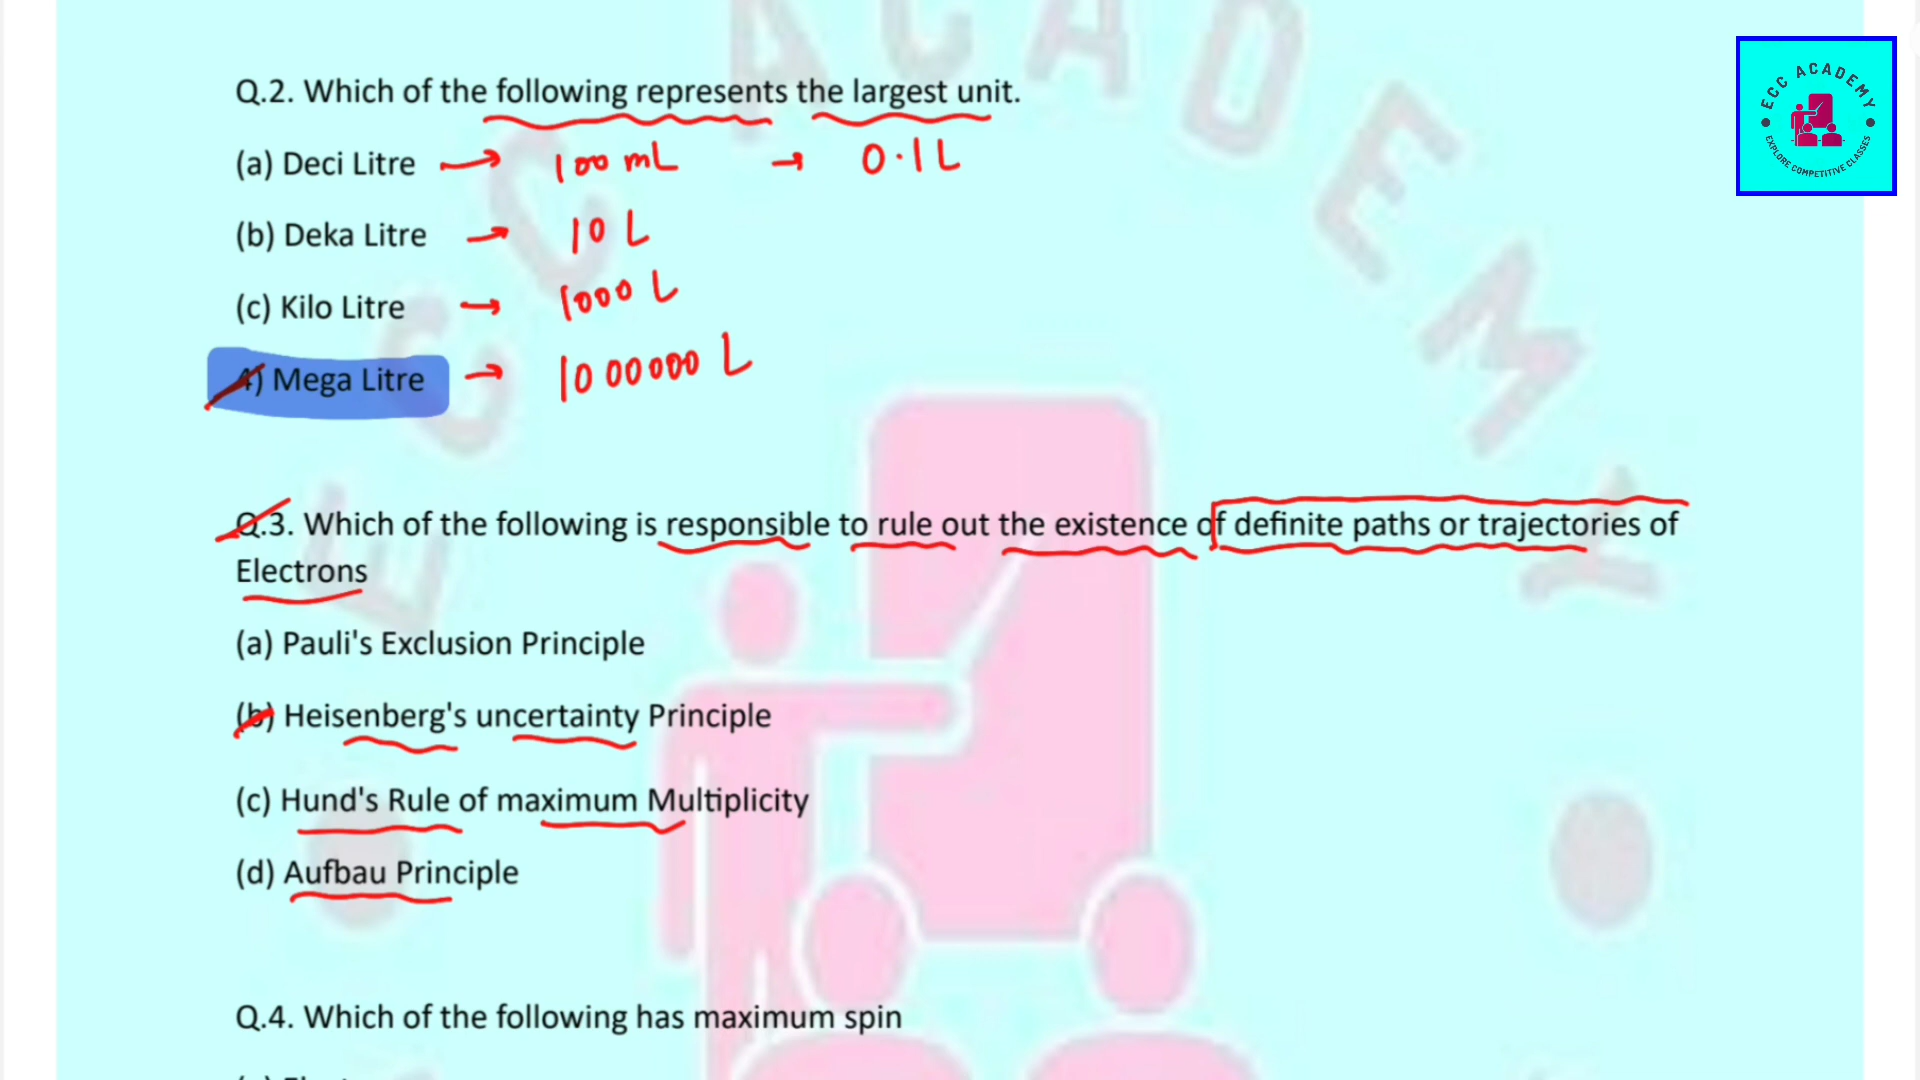 Q.2. Which of the following represents the largest unit.
(a) Deci Litre → 100 mL → 0.1 L
(b) Deka Litre → 10 L
(c) Kilo Litre → 1000 L
4) Mega Litre → 1000000 L
Q.3. Which of the following is responsible to rule out the existence of definite paths or trajectories of
Electrons
(a) Pauli's Exclusion Principle
(b) Heisenberg's uncertainty Principle
(c) Hund's Rule of maximum Multiplicity
(d) Aufbau Principle
Q.4. Which of the following has maximum spin
ECC ACADEMY
EXPLORE COMPETITIVE CLASSES
ECC ACADEMY